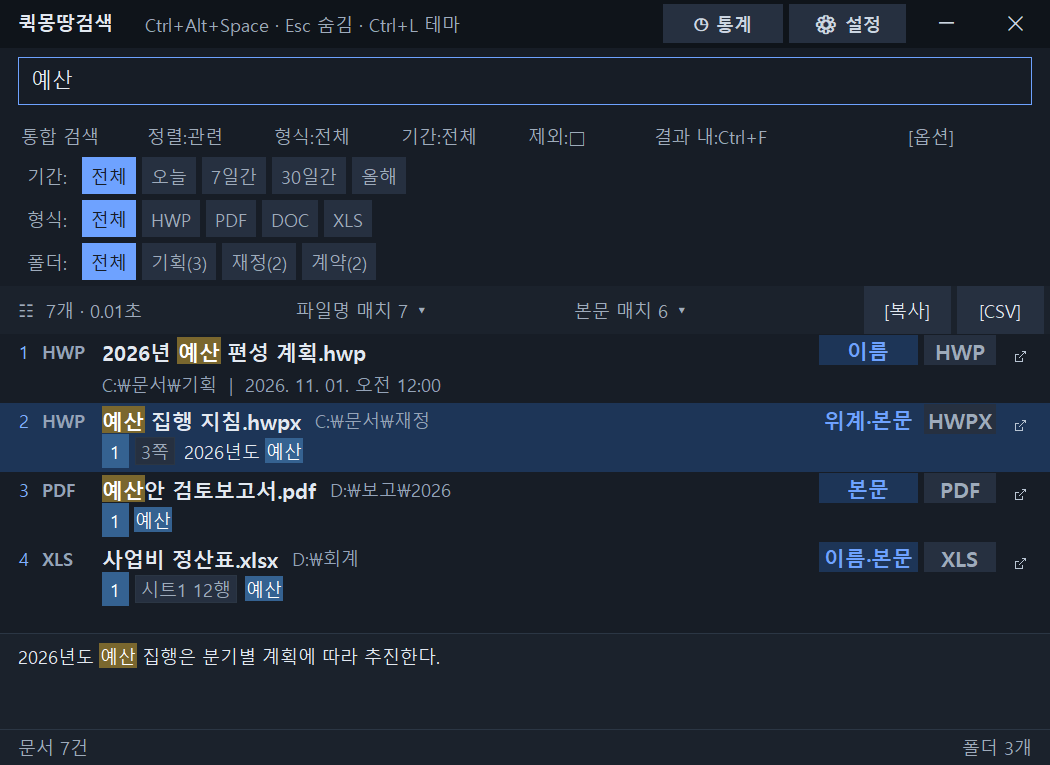 퀵몽땅검색 Ctrl+Alt+Space · Esc 숨김 · Ctrl+L 테마 통계 설정
예산
통합 검색 정렬:관련 형식:전체 기간:전체 제외:□ 결과 내:Ctrl+F [옵션]
기간: 전체 오늘 7일간 30일간 올해
형식: 전체 HWP PDF DOC XLS
폴더: 전체 기획(3) 재정(2) 계약(2)
7개 · 0.01초 파일명 매치 7 ▾ 본문 매치 6 ▾ [복사] [CSV]
1 HWP 2026년 예산 편성 계획.hwp 이름 HWP
C:₩문서₩기획 | 2026. 11. 01. 오전 12:00
2 HWP 예산 집행 지침.hwpx C:₩문서₩재정 위계·본문 HWPX
1 3쪽 2026년도 예산
3 PDF 예산안 검토보고서.pdf D:₩보고₩2026 본문 PDF
1 예산
4 XLS 사업비 정산표.xlsx D:₩회계 이름·본문 XLS
1 시트1 12행 예산
2026년도 예산 집행은 분기별 계획에 따라 추진한다.
문서 7건 폴더 3개